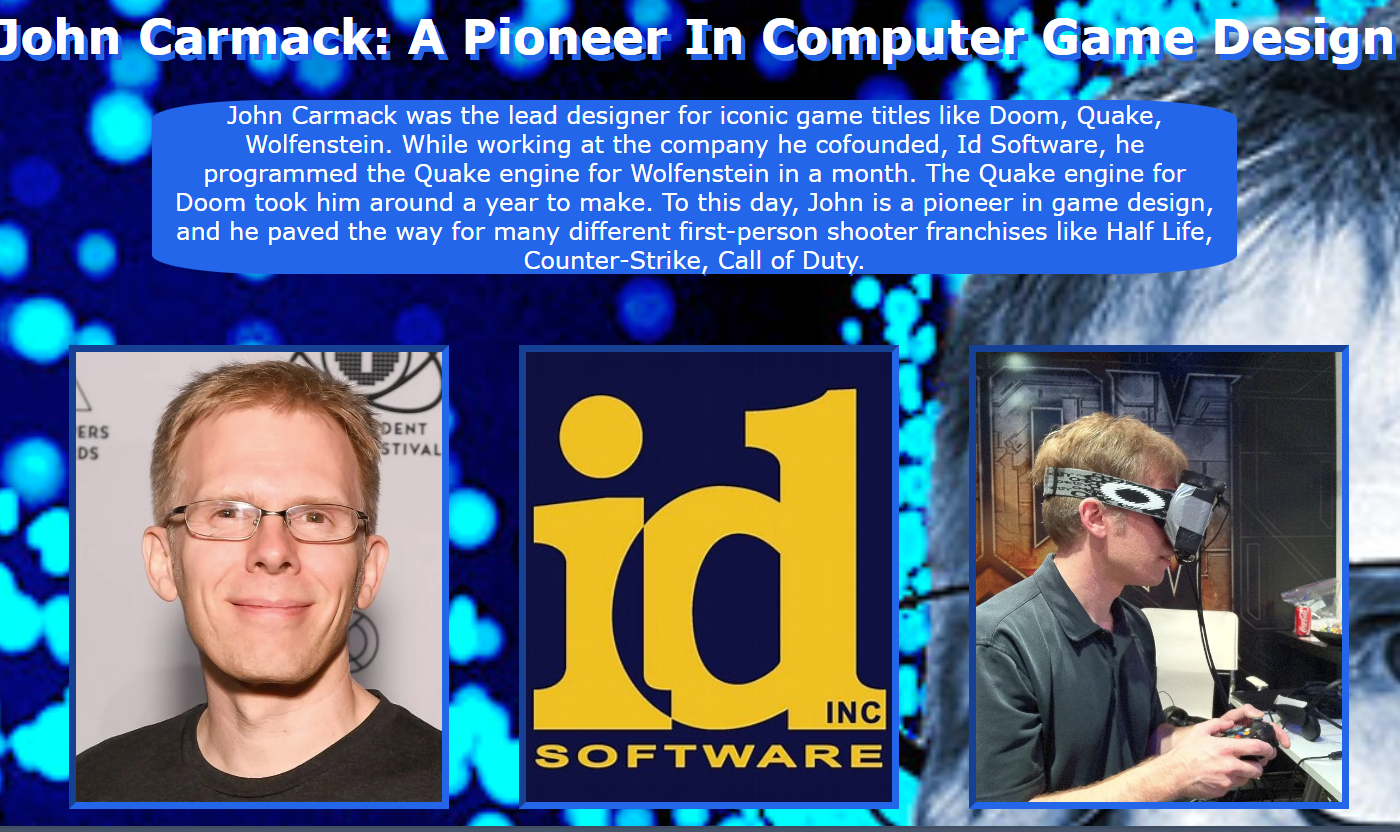 John Carmack: A Pioneer In Computer Game Design
John Carmack was the lead designer for iconic game titles like Doom, Quake,
Wolfenstein. While working at the company he cofounded, Id Software, he
programmed the Quake engine for Wolfenstein in a month. The Quake engine for
Doom took him around a year to make. To this day, John is a pioneer in game design,
and he paved the way for many different first-person shooter franchises like Half Life,
Counter-Strike, Call of Duty.
ERS
DS
DENT
STIVAL
id
INC
SOFTWARE